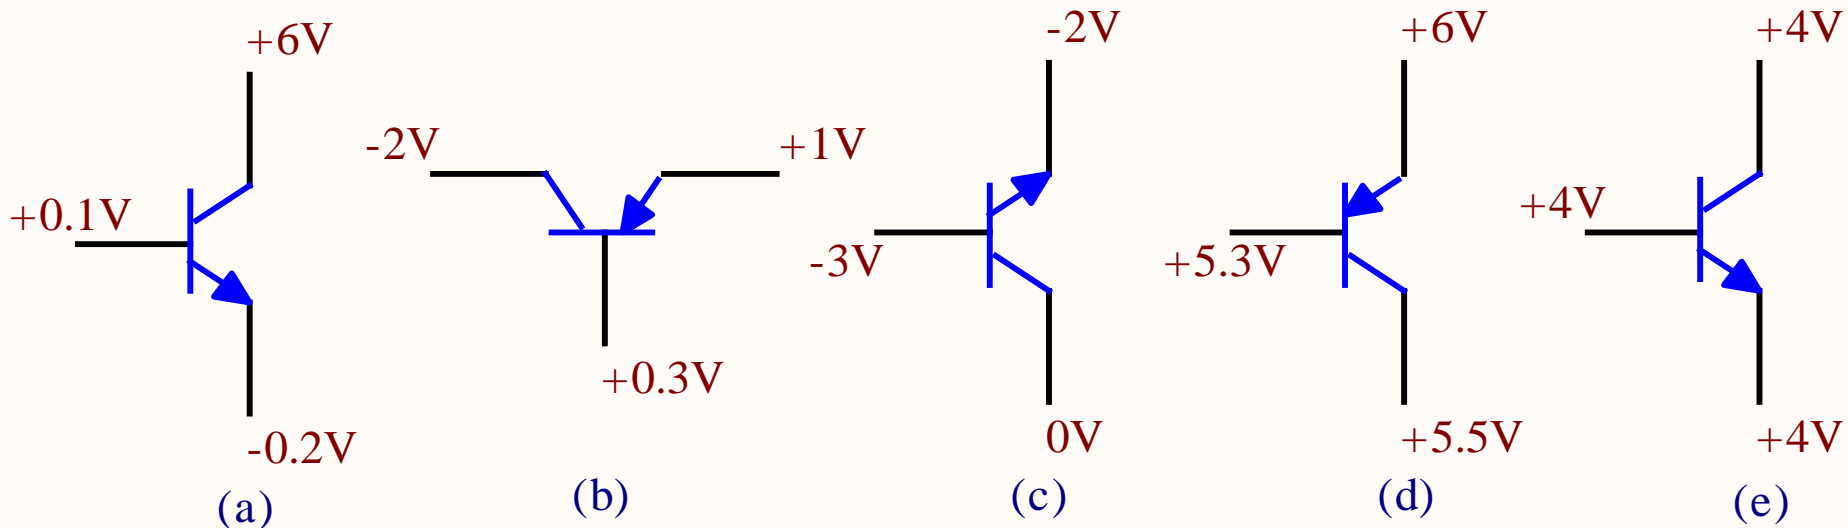 +6V
+0.1V
-0.2V
(a)
-2V
+1V
+0.3V
(b)
-2V
-3V
0V
(c)
+6V
+5.3V
+5.5V
(d)
+4V
+4V
+4V
(e)